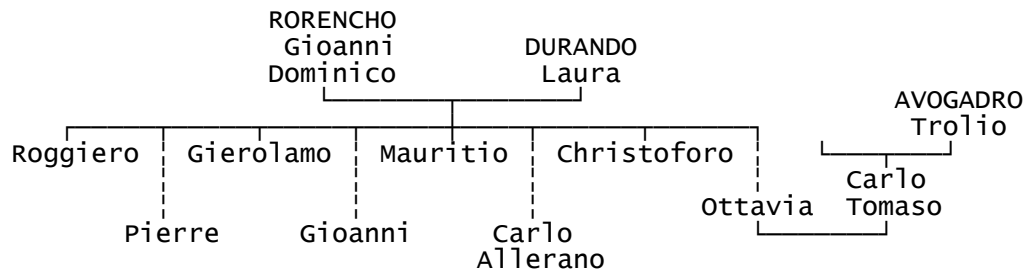 RORENCHO
Gioanni DURANDO
Dominico Laura
AVOGADRO
Trolio
Roggiero Gierolamo Mauritio Christoforo
Carlo
Ottavia Tomaso
Pierre Gioanni Carlo
Allerano